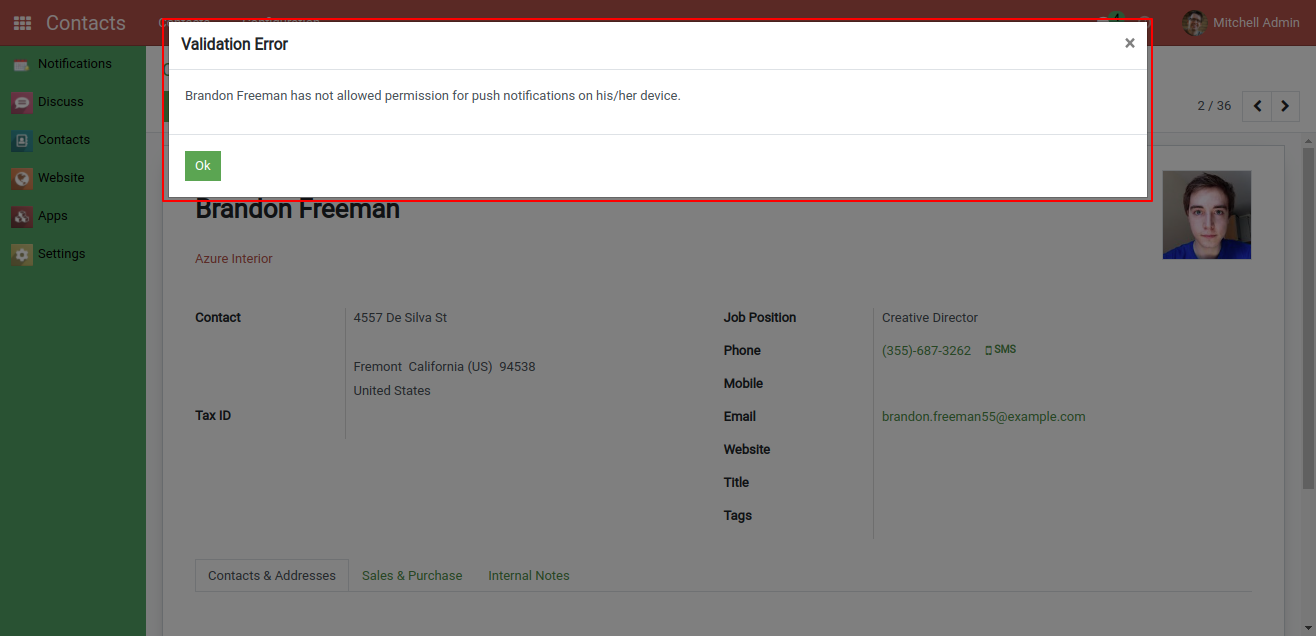 Contacts
Mitchell Admin
Validation Error
×
Brandon Freeman has not allowed permission for push notifications on his/her device.
Ok
Notifications
Discuss
Contacts
Website
Apps
Settings
2 / 36
Brandon Freeman
Azure Interior
Contact
4557 De Silva St
Fremont California (US) 94538
United States
Tax ID
Job Position
Creative Director
Phone
(355)-687-3262 SMS
Mobile
Email
brandon.freeman55@example.com
Website
Title
Tags
Contacts & Addresses Sales & Purchase Internal Notes